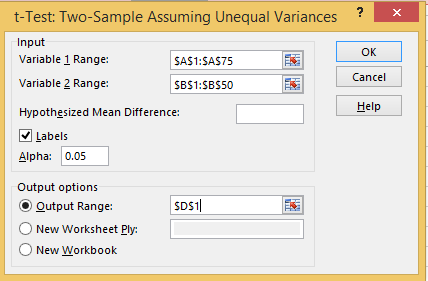 t-Test: Two-Sample Assuming Unequal Variances ? ×
Input
Variable 1 Range: $A$1:$A$75
Variable 2 Range: $B$1:$B$50
Hypothesized Mean Difference:
Labels
Alpha: 0.05
OK
Cancel
Help
Output options
Output Range: $D$1
New Worksheet Ply:
New Workbook